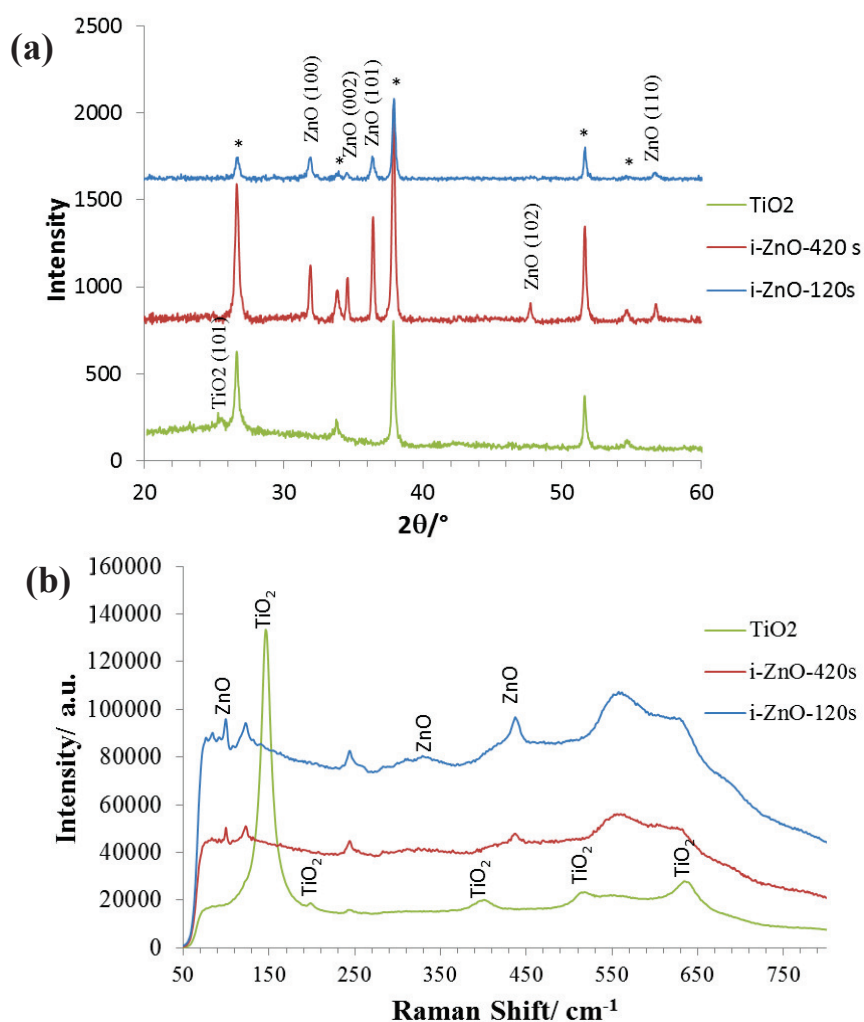 (a)
2500
2000
1500
1000
500
0
Intensity
20
30
40
50
60
2θ/°
TiO2 (101)
*
ZnO (100)
*
ZnO (002)
ZnO (101)
*
ZnO (102)
*
*
ZnO (110)
TiO2
i-ZnO-420 s
i-ZnO-120s
(b)
160000
140000
120000
100000
80000
60000
40000
20000
0
Intensity/ a.u.
50
150
250
350
450
550
650
750
Raman Shift/ cm⁻¹
ZnO
TiO₂
TiO₂
ZnO
TiO₂
ZnO
TiO₂
TiO₂
TiO2
i-ZnO-420s
i-ZnO-120s